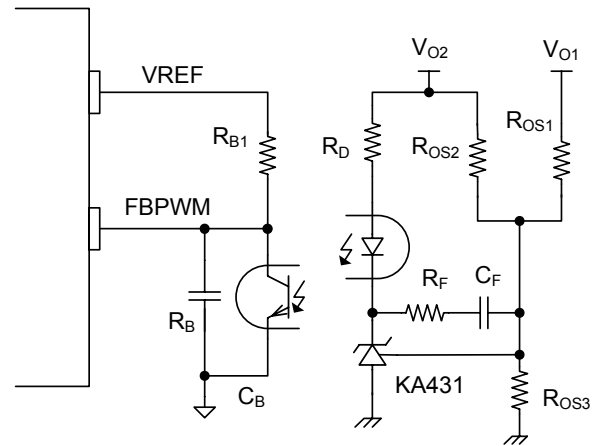 VREF
FBPWM
R_B1
R_B
C_B
V_O2
V_O1
R_D
R_OS2
R_OS1
R_F
C_F
KA431
R_OS3